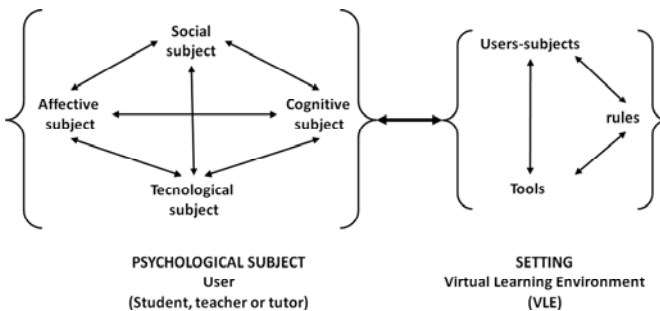 Social
subject
Affective
subject
Cognitive
subject
Tecnological
subject
Users-subjects
rules
Tools
PSYCHOLOGICAL SUBJECT
User
(Student, teacher or tutor)
SETTING
Virtual Learning Environment
(VLE)